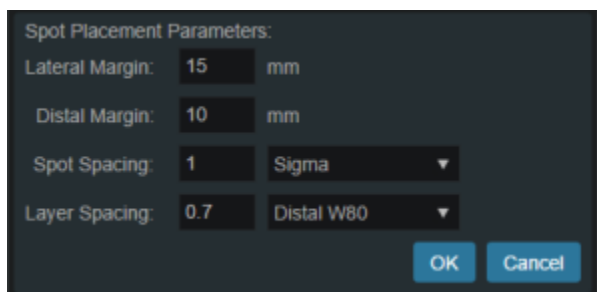 Spot Placement Parameters:
Lateral Margin: 15 mm
Distal Margin: 10 mm
Spot Spacing: 1 Sigma
Layer Spacing: 0.7 Distal W80
OK Cancel